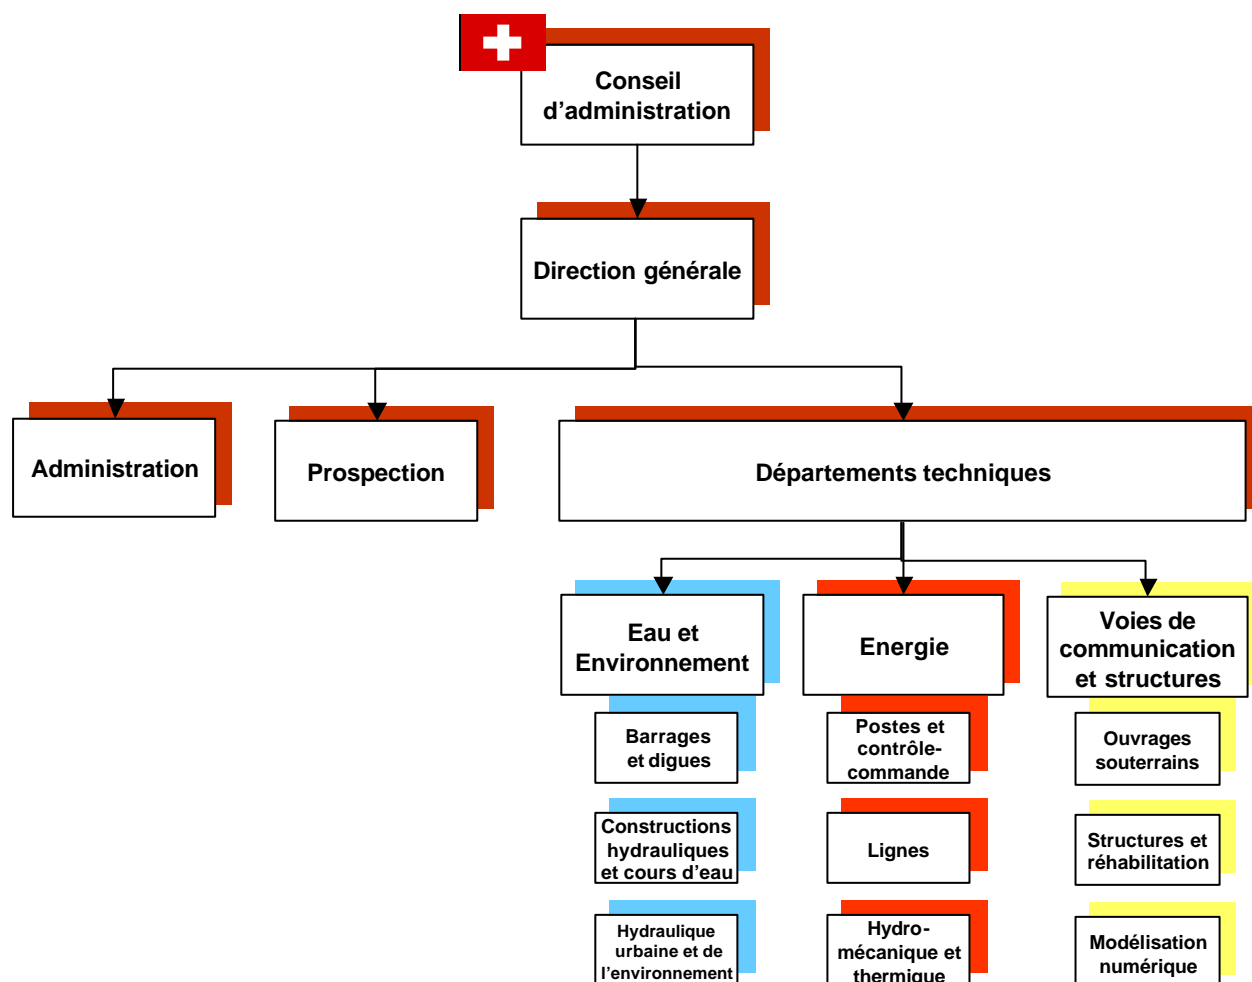 Conseil
d’administration
Direction générale
Administration
Prospection
Départements techniques
Eau et
Environnement
Energie
Voies de
communication
et structures
Barrages
et digues
Postes et
contrôle-
commande
Ouvrages
souterrains
Constructions
hydrauliques
et cours d’eau
Lignes
Structures et
réhabilitation
Hydraulique
urbaine et de
l’environnement
Hydro-
mécanique et
thermique
Modélisation
numérique